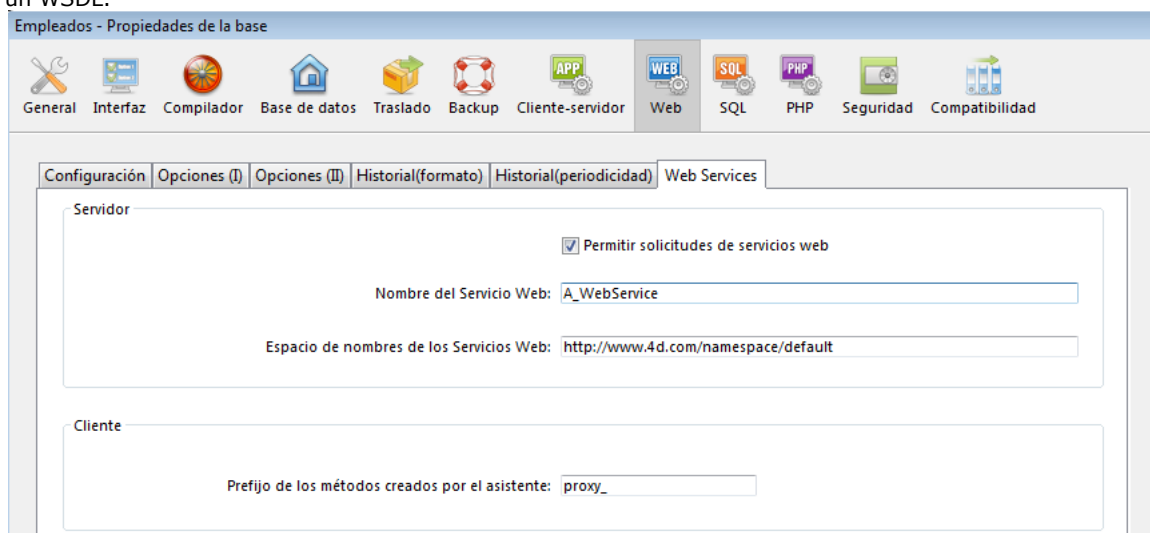 un WSDL.
Empleados - Propiedades de la base
APP WEB SQL PHP
General Interfaz Compilador Base de datos Traslado Backup Cliente-servidor Web SQL PHP Seguridad Compatibilidad
Configuración Opciones (I) Opciones (II) Historial(formato) Historial(periodicidad) Web Services
Servidor
Permitir solicitudes de servicios web
Nombre del Servicio Web: A_WebService
Espacio de nombres de los Servicios Web: http://www.4d.com/namespace/default
Cliente
Prefijo de los métodos creados por el asistente: proxy_